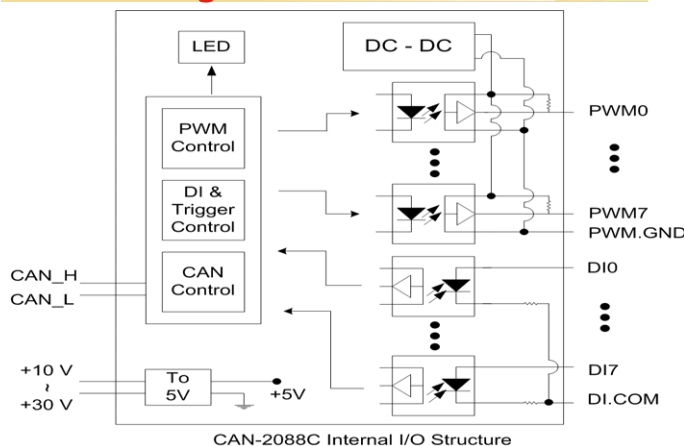 LED
DC - DC
PWM
Control
DI &
Trigger
Control
CAN
Control
CAN_H
CAN_L
+10 V
~
+30 V
To
5V
+5V
PWM0
PWM7
PWM.GND
DI0
DI7
DI.COM
CAN-2088C Internal I/O Structure